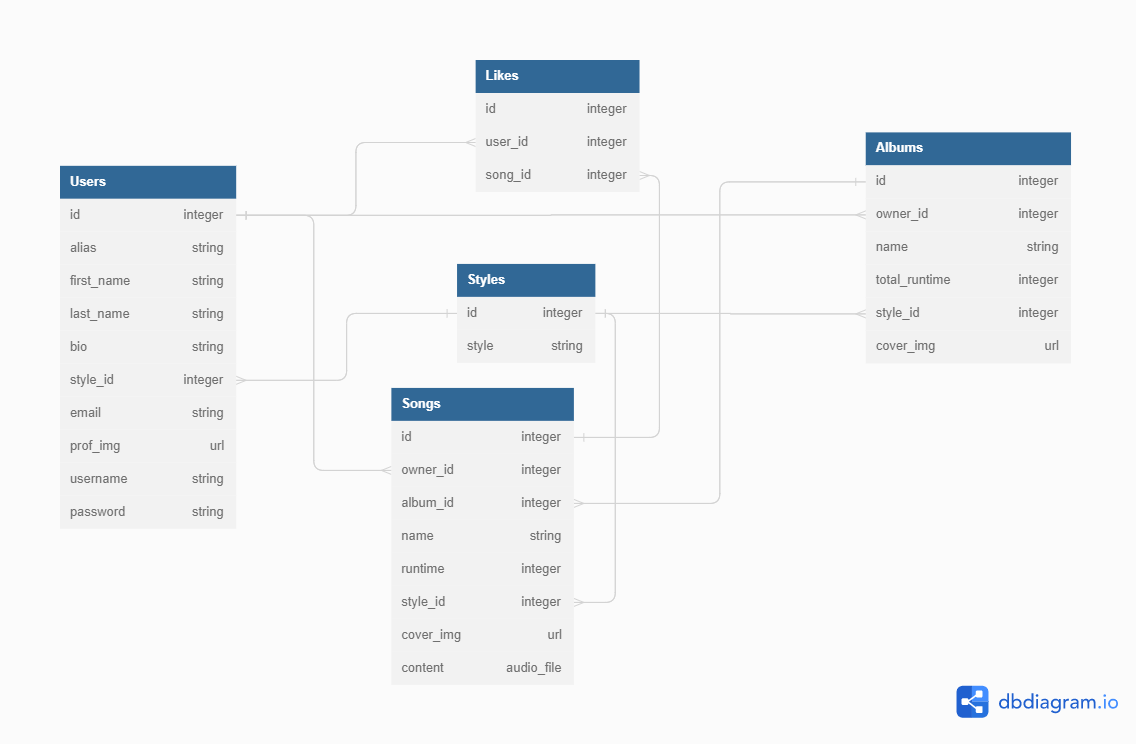 Likes
id integer
user_id integer
song_id integer
Albums
id integer
owner_id integer
name string
total_runtime integer
style_id integer
cover_img url
Users
id integer
alias string
first_name string
last_name string
bio string
style_id integer
email string
prof_img url
username string
password string
Styles
id integer
style string
Songs
id integer
owner_id integer
album_id integer
name string
runtime integer
style_id integer
cover_img url
content audio_file
dbdiagram.io